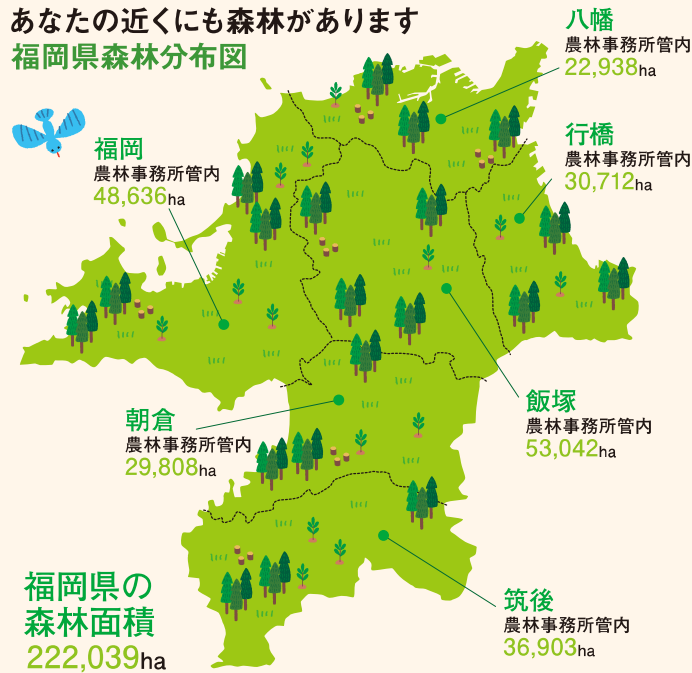 あなたの近くにも森林があります
福岡県森林分布図
八幡
農林事務所管内
22,938ha
行橋
農林事務所管内
30,712ha
福岡
農林事務所管内
48,636ha
飯塚
農林事務所管内
53,042ha
朝倉
農林事務所管内
29,808ha
筑後
農林事務所管内
36,903ha
福岡県の
森林面積
222,039ha